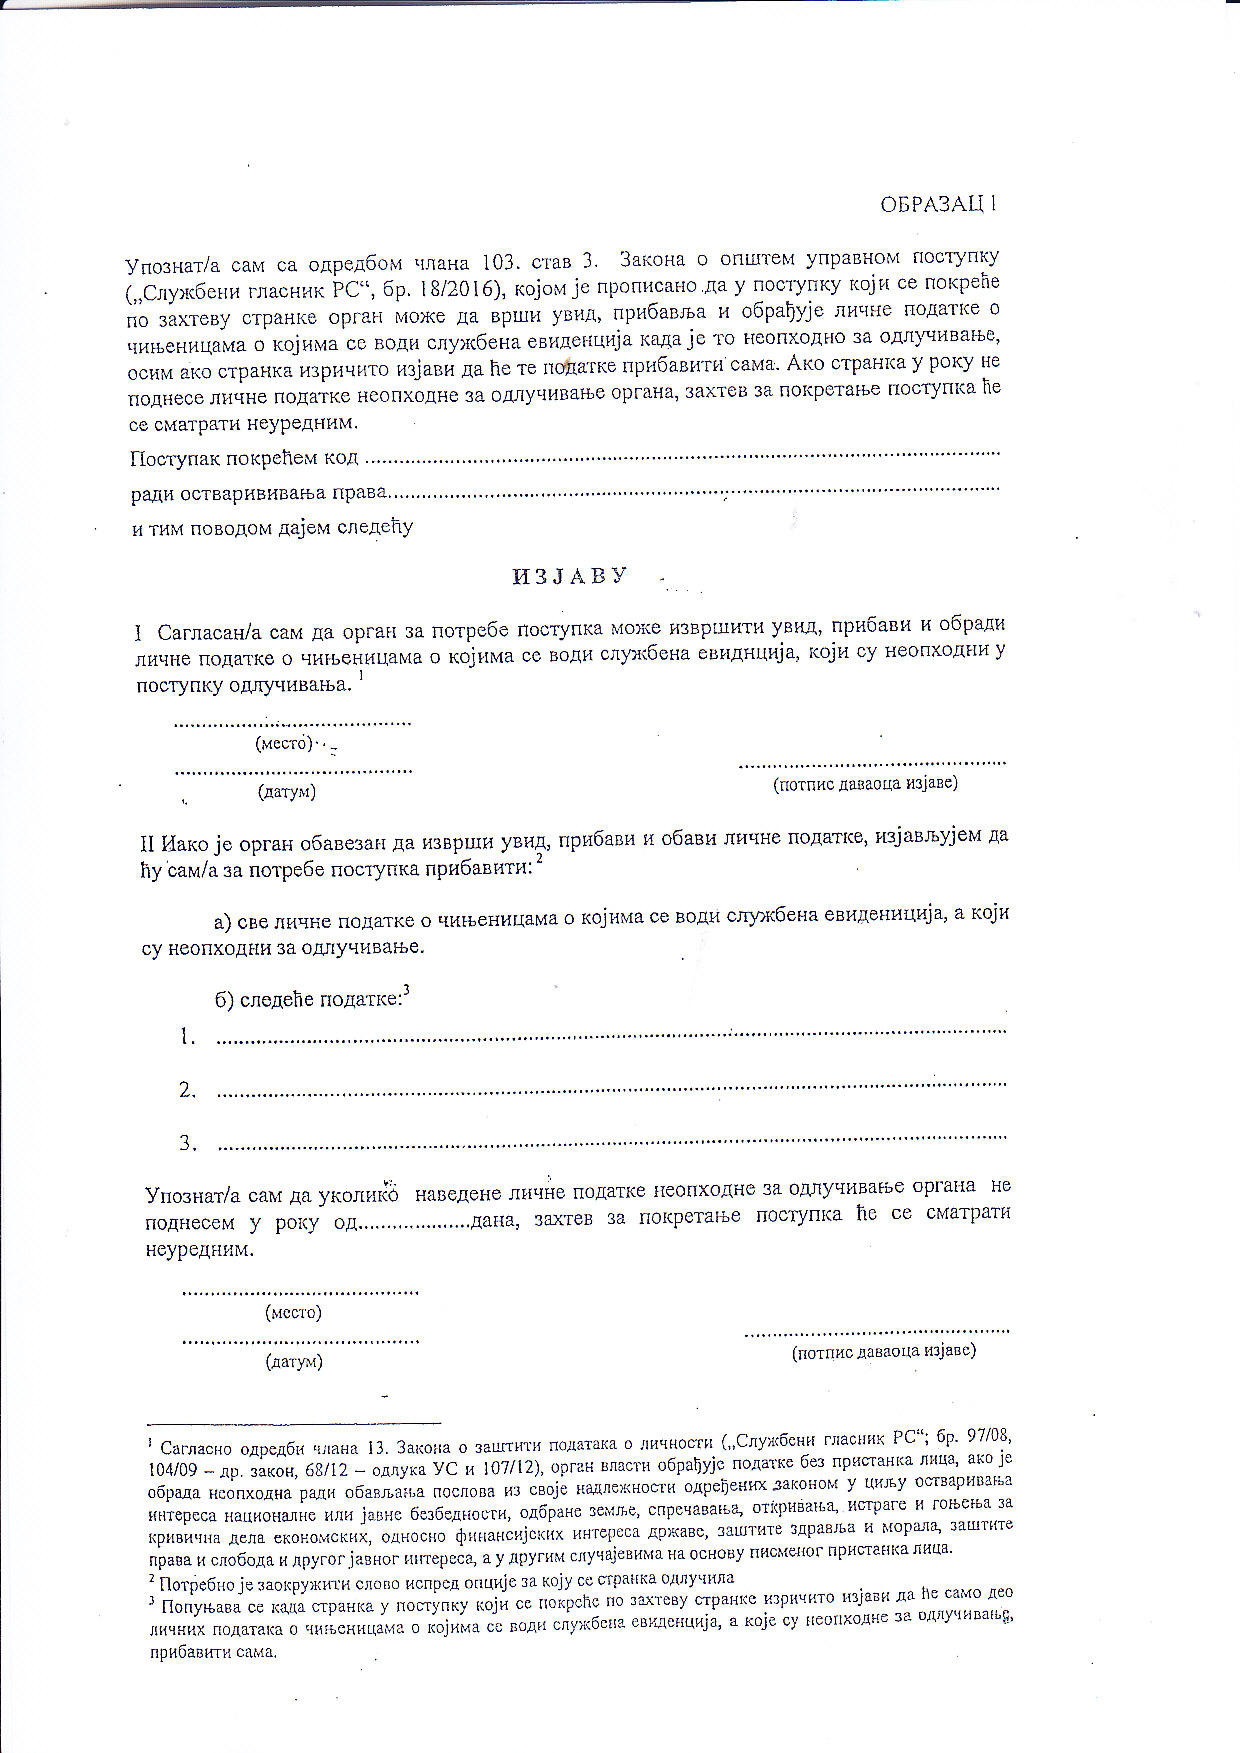 ОБРАЗАЦ 1
Упознат/а сам са одредбом члана 103. став 3. Закона о општем управном поступку
(„Службени гласник РС“, бр. 18/2016), којом је прописано да у поступку који се покреће
по захтеву странке орган може да врши увид, прибавља и обрађује личне податке о
чињеницама о којима се води службена евиденција када је то неопходно за одлучивање,
осим ако странка изричито изјави да ће те податке прибавити сама. Ако странка у року не
поднесе личне податке неопходне за одлучивање органа, захтев за покретање поступка ће
се сматрати неуредним.
Поступак покрећем код ........................................................................................................
ради остварививања права........................................................................................................
и тим поводом дајем следећу
И З Ј А В У
I Сагласан/а сам да орган за потребе поступка може извршити увид, прибави и обради
личне податке о чињеницама о којима се води службена евиднција, који су неопходни у
поступку одлучивања. 1
..........................................
(место)
..........................................
(датум)
................................................
(потпис даваоца изјаве)
II Иако је орган обавезан да изврши увид, прибави и обави личне податке, изјављујем да
ћу сам/а за потребе поступка прибавити: 2
а) све личне податке о чињеницама о којима се води службена евидениција, а који
су неопходни за одлучивање.
б) следеће податке:3
1. ........................................................................................................
2. ........................................................................................................
3. ........................................................................................................
Упознат/а сам да уколико наведене личне податке неопходне за одлучивање органа не
поднесем у року од....................дана, захтев за покретање поступка ће се сматрати
неуредним.
..........................................
(место)
..........................................
(датум)
................................................
(потпис даваоца изјаве)
1 Сагласно одредби члана 13. Закона о заштити података о личности („Службени гласник РС“; бр. 97/08,
104/09 – др. закон, 68/12 – одлука УС и 107/12), орган власти обрађује податке без пристанка лица, ако је
обрада неопходна ради обављања послова из своје надлежности одређених законом у циљу остваривања
интереса националне или јавне безбедности, одбране земље, спречавања, откривања, истраге и гоњења за
кривична дела економских, односно финансијских интереса државе, заштите здравља и морала, заштите
права и слобода и другог јавног интереса, а у другим случајевима на основу писменог пристанка лица.
2 Потребно је заокружити слово испред опције за коју се странка одлучила
3 Попуњава се када странка у поступку који се покреће по захтеву странке изричито изјави да ће само део
личних података о чињеницама о којима се води службена евиденција, а које су неопходне за одлучивање,
прибавити сама.